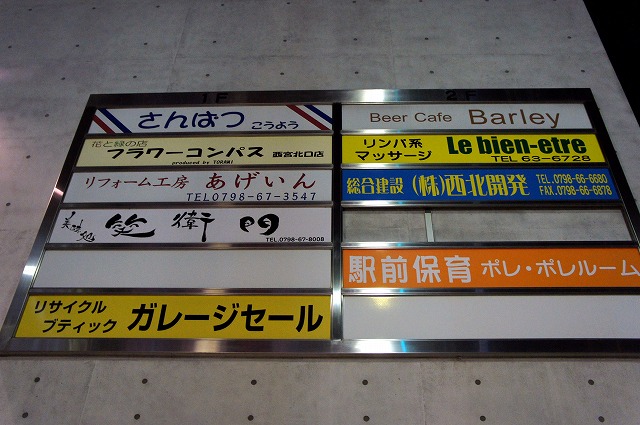 1F
さんぱつ
こうよう
花と緑の店
フラワーコンパス 西宮北口店
produced by TORAMI
リフォーム工房 あげいん
TEL0798-67-3547
美味処 笑衛門
TEL.0798-67-8008
リサイクル
ブティック ガレージセール
2F
Beer Cafe Barley
リンパ系
マッサージ Le bien-etre
TEL 63-6728
総合建設 (株)西北開発 TEL.0798-66-6680
FAX.0798-66-6878
駅前保育 ポレ・ポレルーム